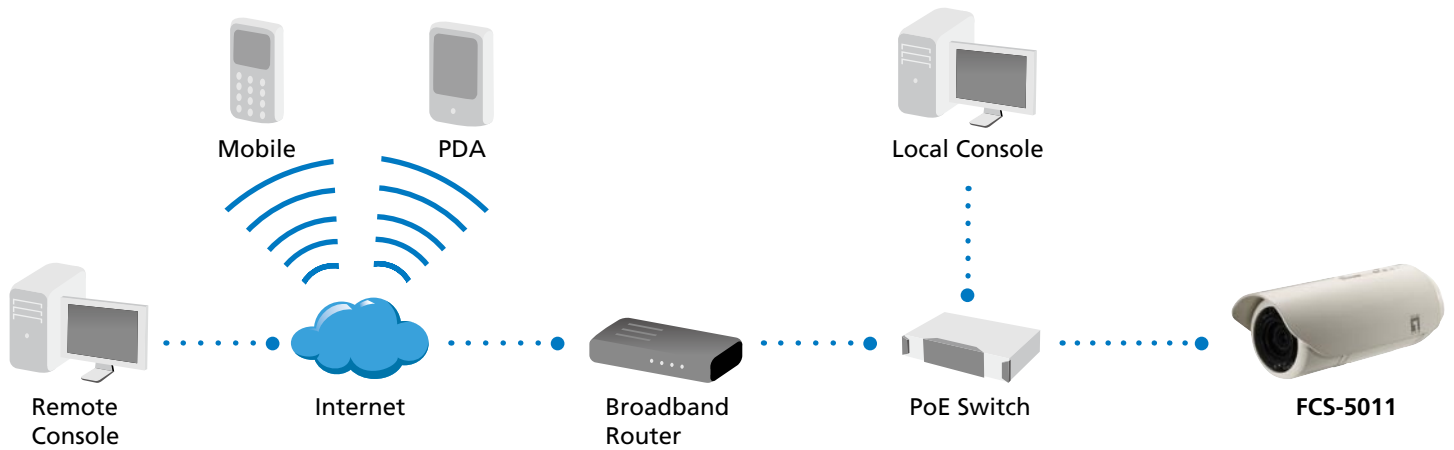 Mobile
PDA
Local Console
Remote
Console
Internet
Broadband
Router
PoE Switch
FCS-5011